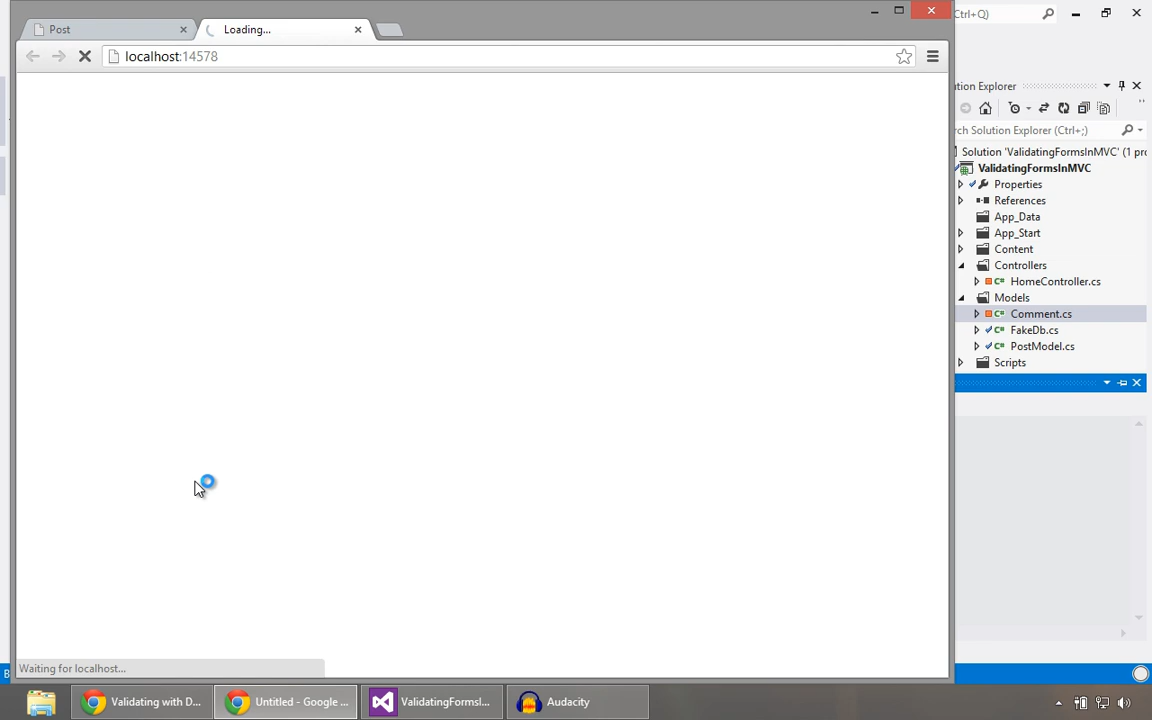 Post
Loading...
Ctrl+Q)
localhost:14578
ution Explorer
rch Solution Explorer (Ctrl+;)
Solution 'ValidatingFormsInMVC' (1 pro
ValidatingFormsInMVC
Properties
References
App_Data
App_Start
Content
Controllers
HomeController.cs
Models
Comment.cs
FakeDb.cs
PostModel.cs
Scripts
Waiting for localhost...
B
Validating with D...
Untitled - Google ...
ValidatingFormsI...
Audacity